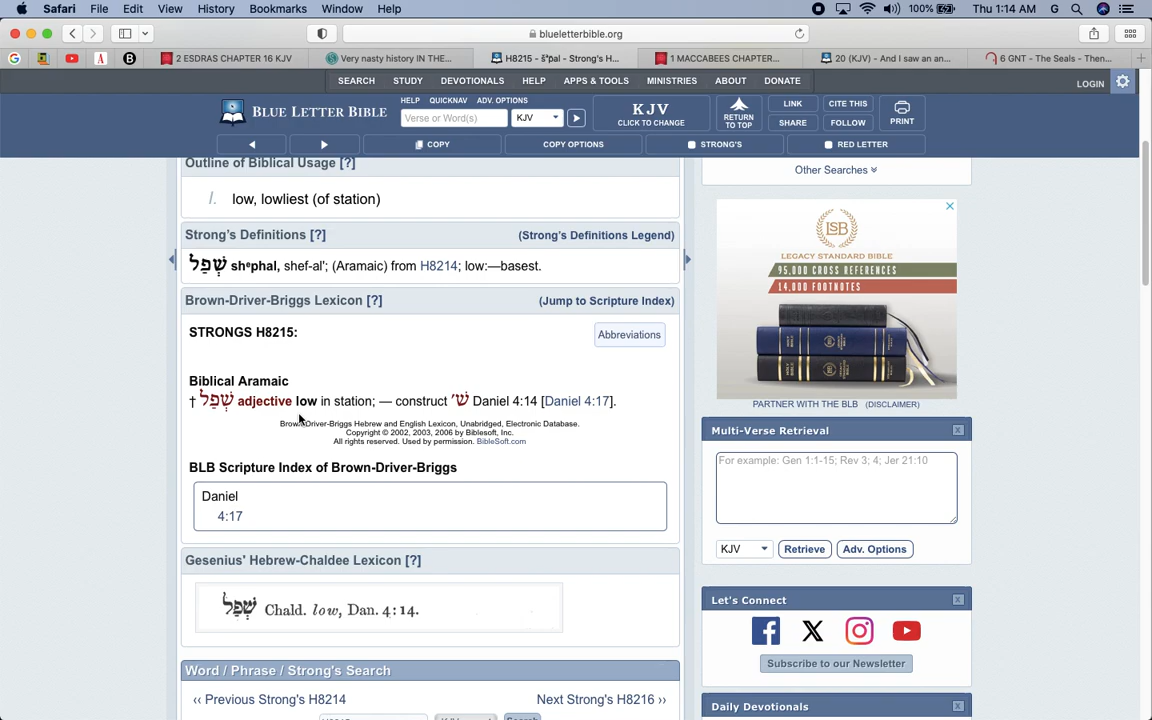 Safari File Edit View History Bookmarks Window Help 100% Thu 1:14 AM G
blueletterbible.org
2 ESDRAS CHAPTER 16 KJV
Very nasty history IN THE...
H8215 - šᵊp̄al - Strong's H...
1 MACCABEES CHAPTER...
20 (KJV) - And I saw an an...
6 GNT - The Seals - Then...
SEARCH STUDY DEVOTIONALS HELP APPS & TOOLS MINISTRIES ABOUT DONATE LOGIN
BLUE LETTER BIBLE
HELP QUICKNAV ADV. OPTIONS
Verse or Word(s) KJV
KJV
CLICK TO CHANGE
RETURN
TO TOP
LINK CITE THIS
SHARE FOLLOW
PRINT
COPY COPY OPTIONS STRONG'S RED LETTER
Outline of Biblical Usage [?]
I. low, lowliest (of station)
Strong's Definitions [?] (Strong's Definitions Legend)
שְׁפַל shᵉphal, shef-al'; (Aramaic) from H8214; low:—basest.
Brown-Driver-Briggs Lexicon [?] (Jump to Scripture Index)
STRONGS H8215:
Abbreviations
Biblical Aramaic
† שְׁפַל adjective low in station; — construct שׁ׳ Daniel 4:14 [Daniel 4:17].
Brown-Driver-Briggs Hebrew and English Lexicon, Unabridged, Electronic Database.
Copyright © 2002, 2003, 2006 by Biblesoft, Inc.
All rights reserved. Used by permission. BibleSoft.com
BLB Scripture Index of Brown-Driver-Briggs
Daniel
4:17
Gesenius' Hebrew-Chaldee Lexicon [?]
שְׁפַל Chald. low, Dan. 4:14.
Word / Phrase / Strong's Search
‹‹ Previous Strong's H8214 Next Strong's H8216 ››
KJV Search
Other Searches
LSB
LEGACY STANDARD BIBLE
95,000 CROSS REFERENCES
14,000 FOOTNOTES
PARTNER WITH THE BLB (DISCLAIMER)
Multi-Verse Retrieval X
For example: Gen 1:1-15; Rev 3; 4; Jer 21:10
KJV Retrieve Adv. Options
Let's Connect X
Subscribe to our Newsletter
Daily Devotionals X